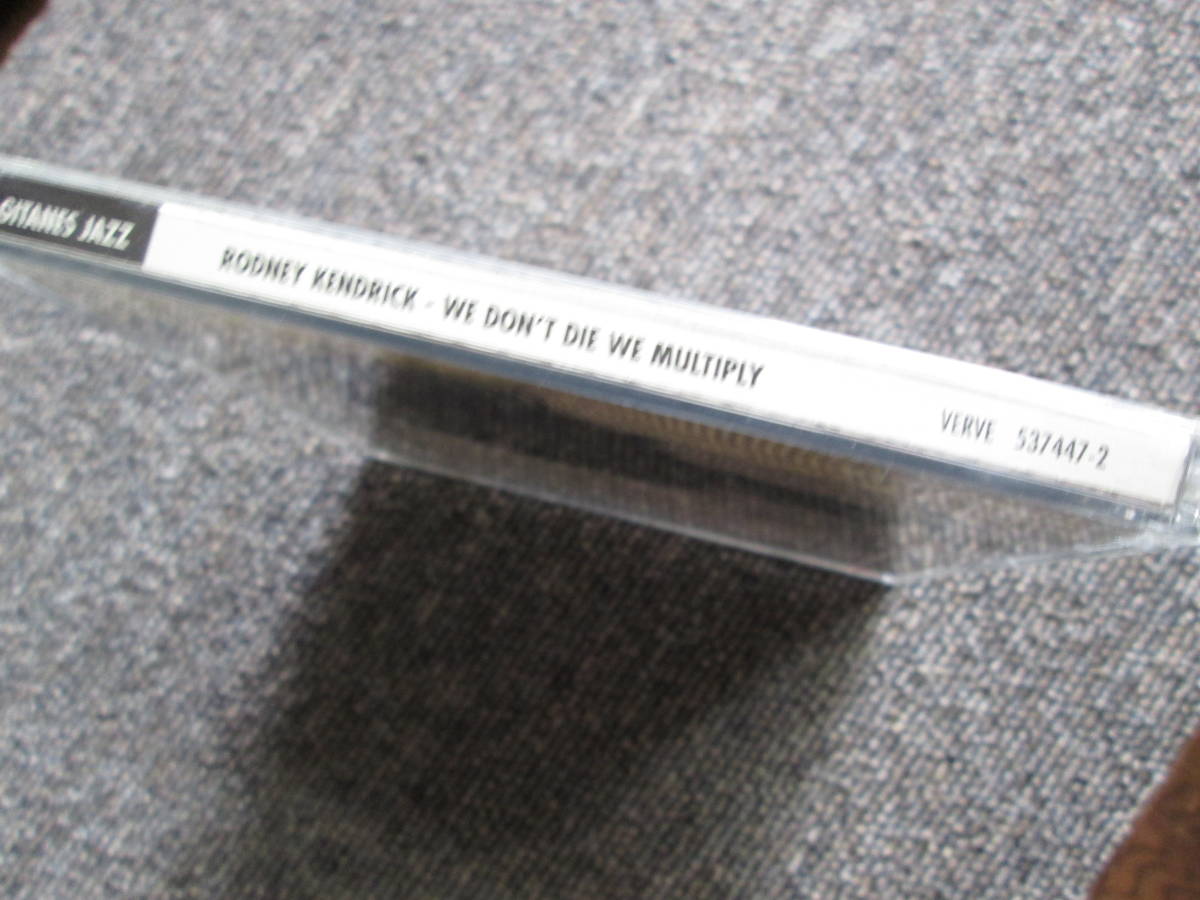 GITANES JAZZ
RODNEY KENDRICK - WE DON'T DIE WE MULTIPLY
VERVE 537447-2